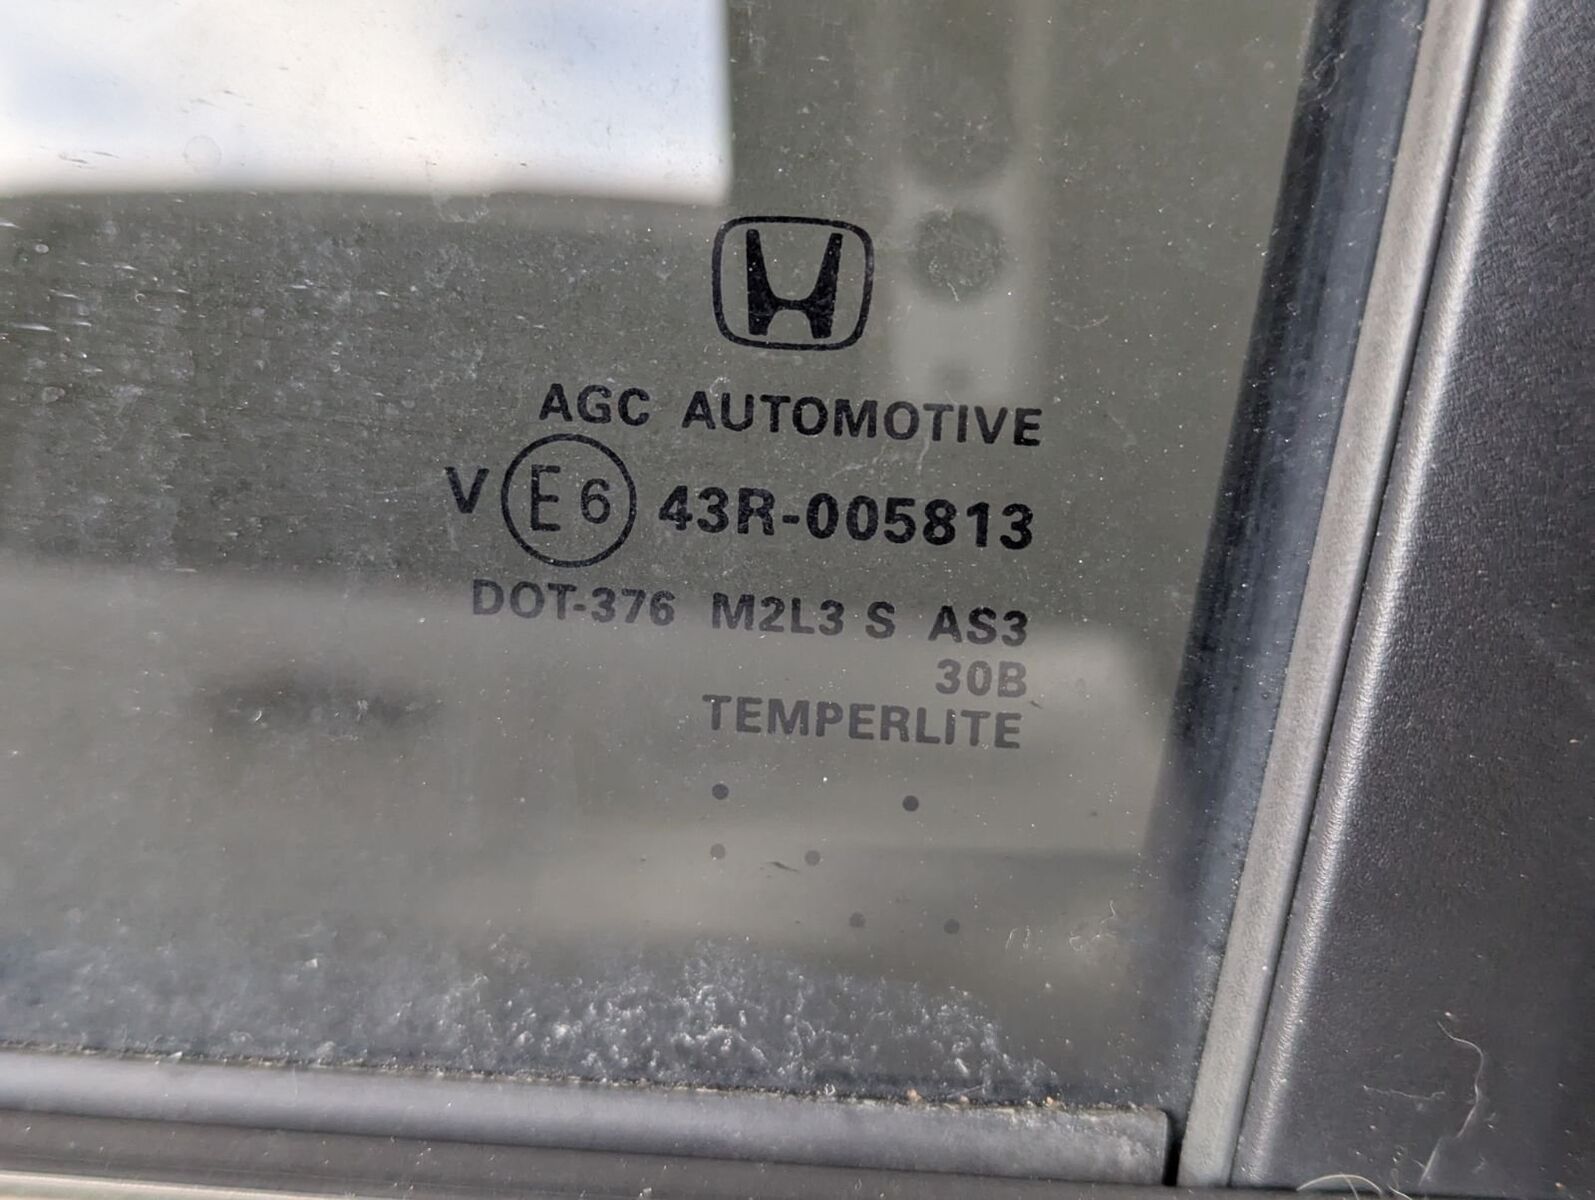 AGC AUTOMOTIVE
V E6 43R-005813
DOT-376 M2L3 S AS3
30B
TEMPERLITE